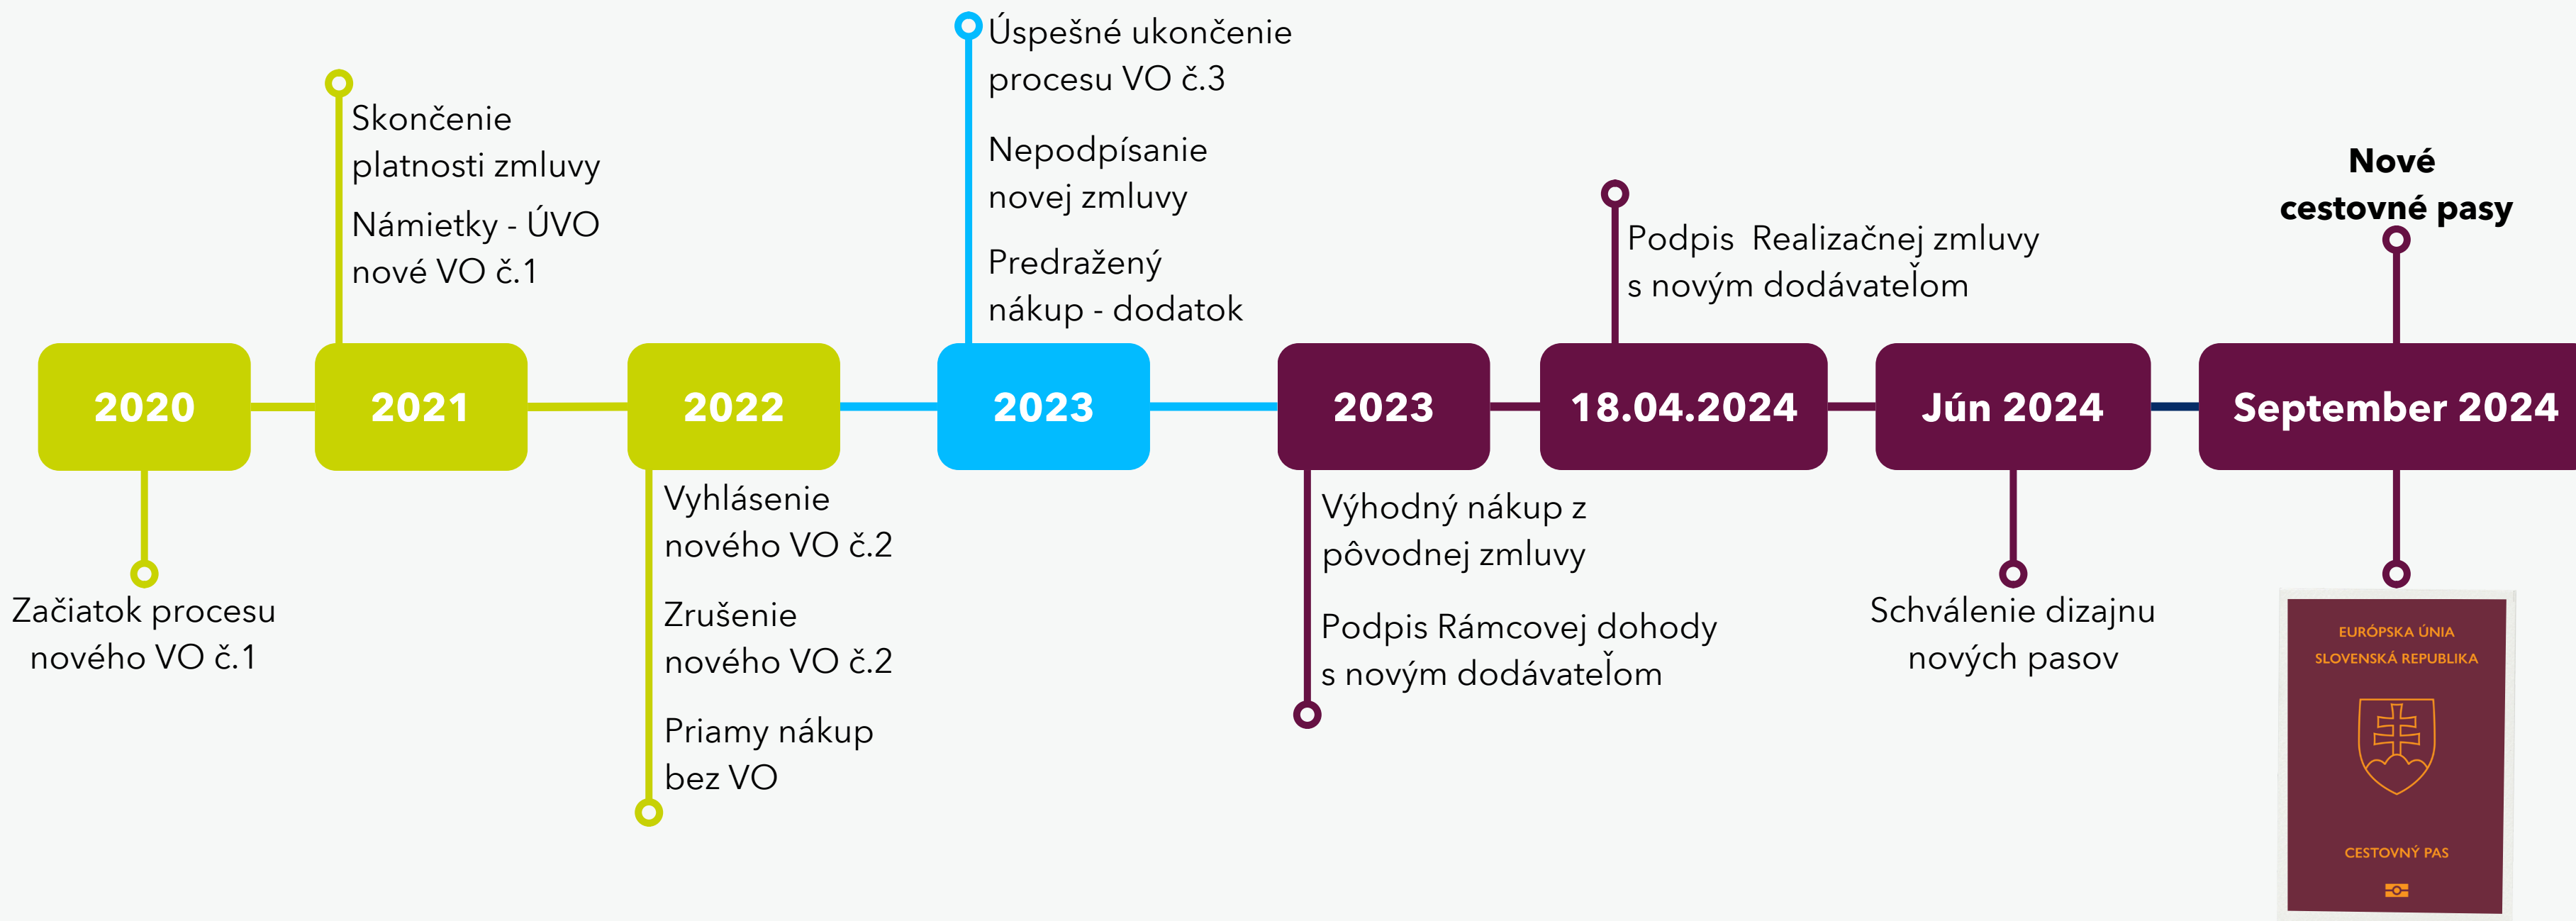 2020
Začiatok procesu
nového VO č.1
2021
Skončenie
platnosti zmluvy
Námietky - ÚVO
nové VO č.1
2022
Vyhlásenie
nového VO č.2
Zrušenie
nového VO č.2
Priamy nákup
bez VO
2023
Úspešné ukončenie
procesu VO č.3
Nepodpísanie
novej zmluvy
Predražený
nákup - dodatok
2023
Výhodný nákup z
pôvodnej zmluvy
Podpis Rámcovej dohody
s novým dodávateľom
18.04.2024
Podpis  Realizačnej zmluvy
s novým dodávateľom
Jún 2024
Schválenie dizajnu
nových pasov
September 2024
Nové
cestovné pasy
EURÓPSKA ÚNIA
SLOVENSKÁ REPUBLIKA
CESTOVNÝ PAS